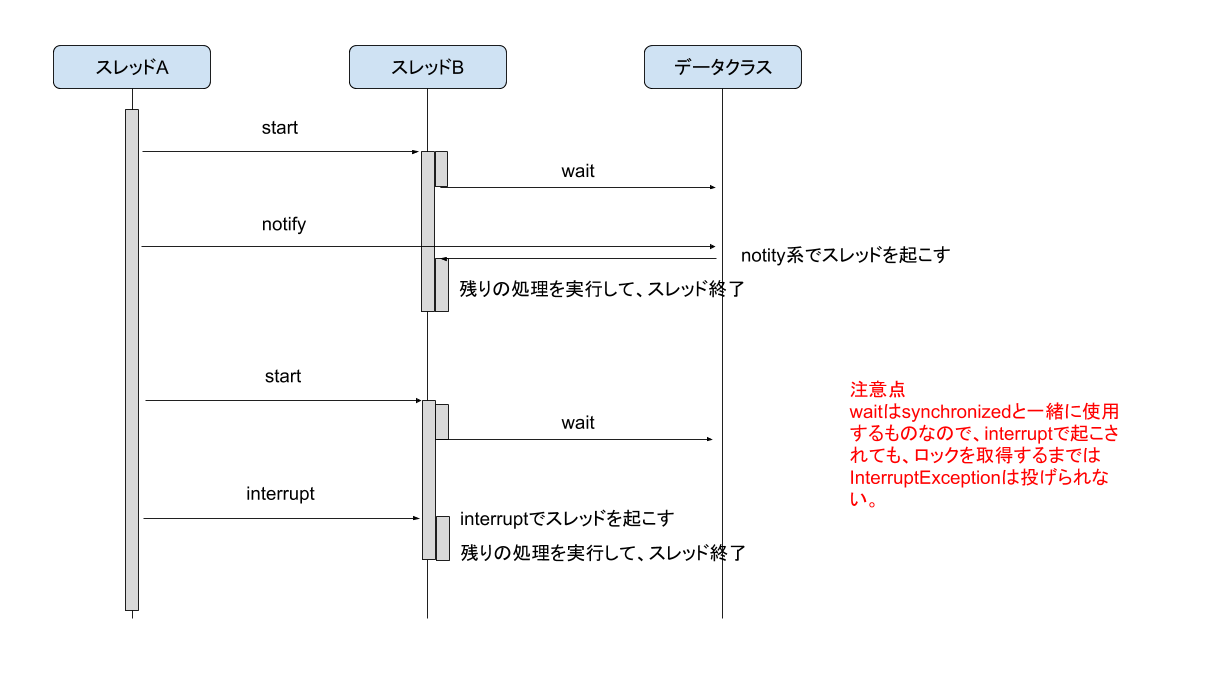 スレッドA
スレッドB
データクラス
start
wait
notify
notity系でスレッドを起こす
残りの処理を実行して、スレッド終了
start
wait
interrupt
interruptでスレッドを起こす
残りの処理を実行して、スレッド終了
注意点
waitはsynchronizedと一緒に使用
するものなので、interruptで起こさ
れても、ロックを取得するまでは
InterruptExceptionは投げられな
い。